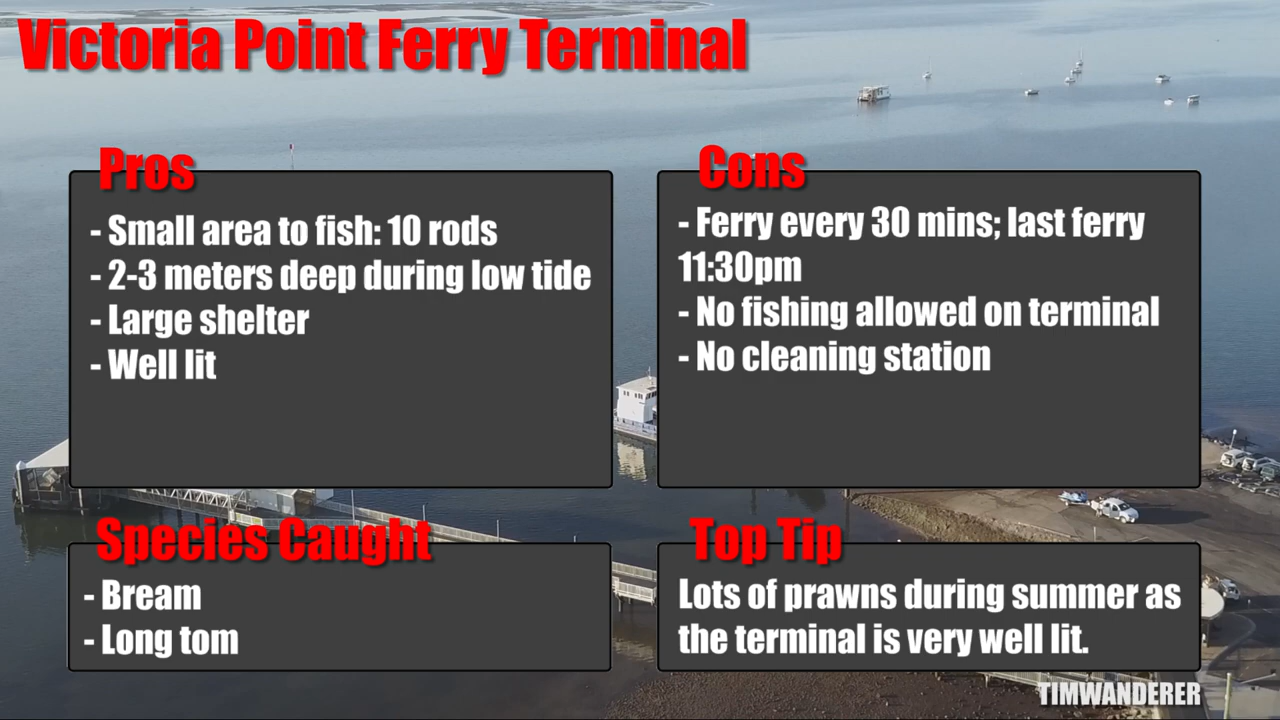 Victoria Point Ferry Terminal
Pros
- Small area to fish: 10 rods
- 2-3 meters deep during low tide
- Large shelter
- Well lit
Cons
- Ferry every 30 mins; last ferry
11:30pm
- No fishing allowed on terminal
- No cleaning station
Species Caught
- Bream
- Long tom
Top Tip
Lots of prawns during summer as
the terminal is very well lit.
TIMWANDERER